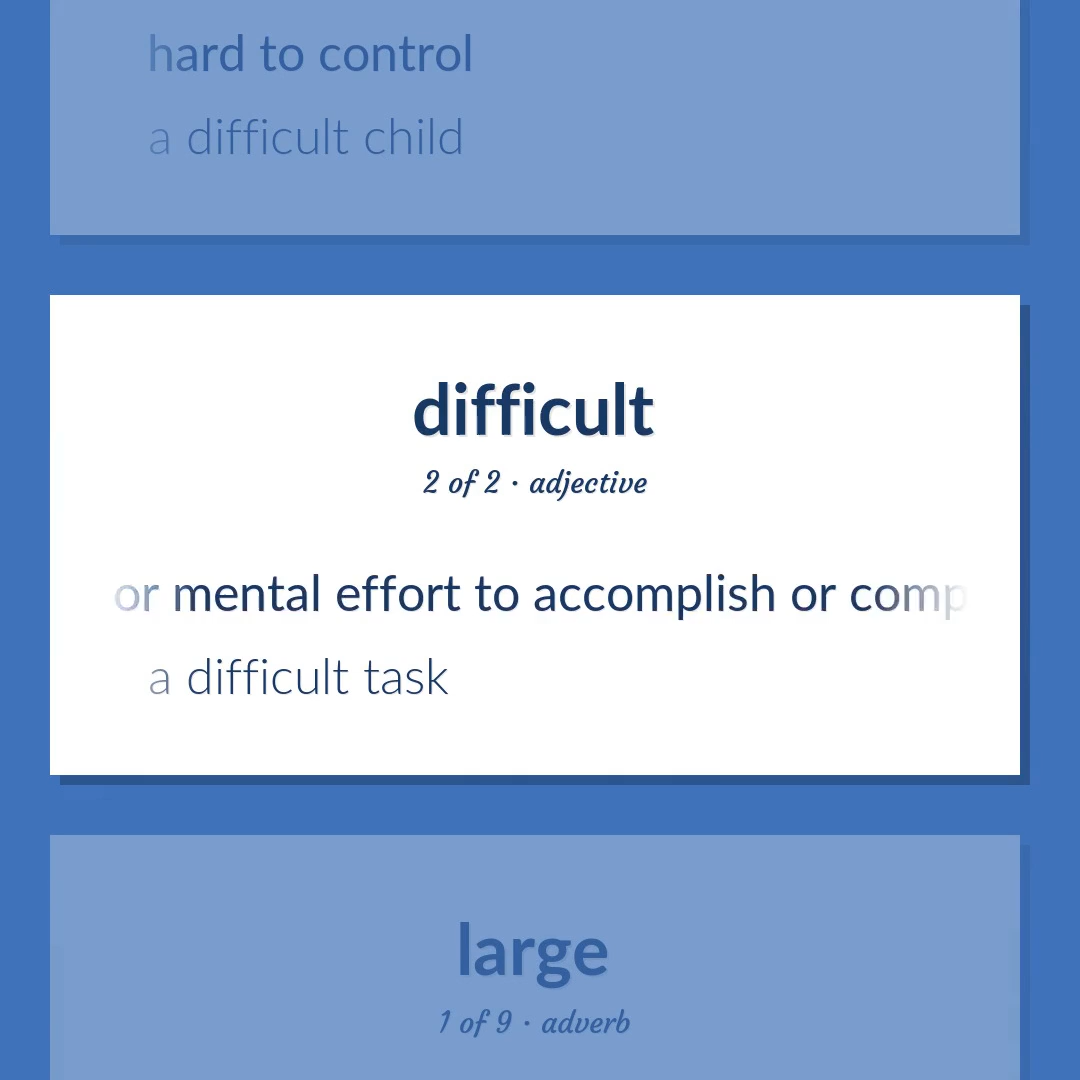 hard to control
a difficult child
difficult
2 of 2 · adjective
or mental effort to accomplish or comp
a difficult task
large
1 of 9 · adverb